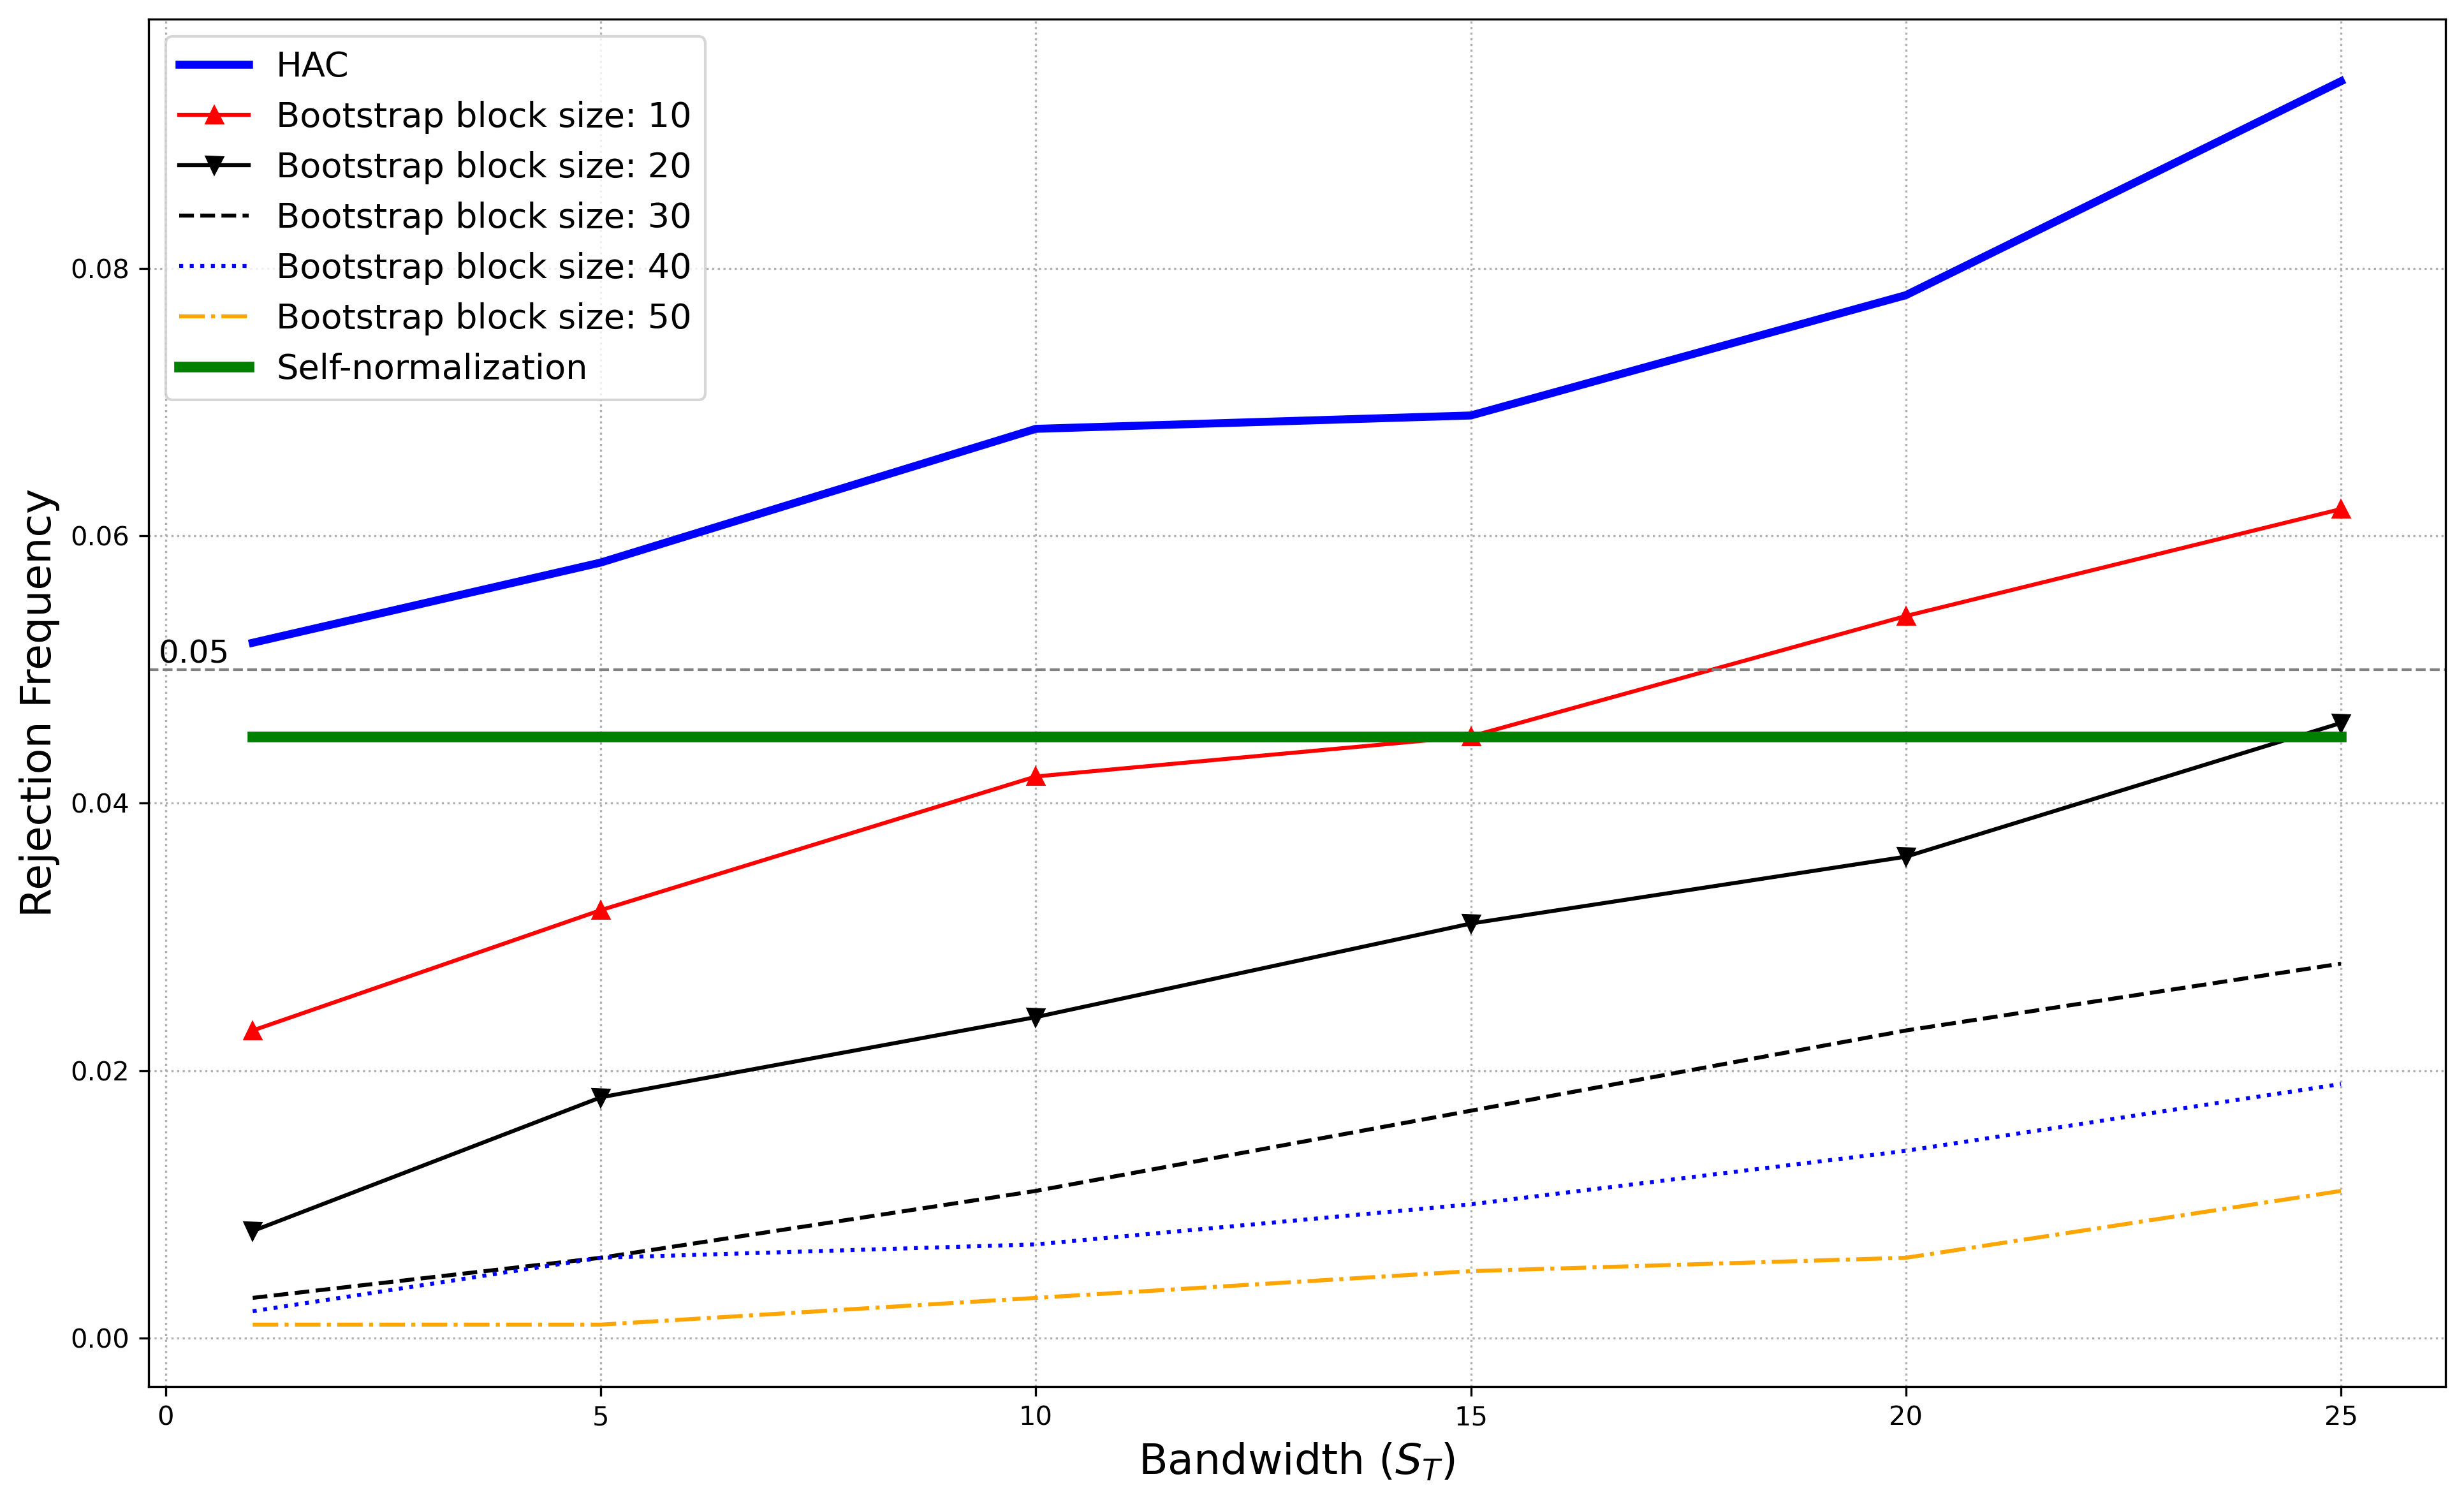 HAC
Bootstrap block size: 10
Bootstrap block size: 20
Bootstrap block size: 30
Bootstrap block size: 40
Bootstrap block size: 50
Self-normalization
0.08
0.06
0.05
0.04
0.02
0.00
Rejection Frequency
0 5 10 15 20 25
Bandwidth (S_T)